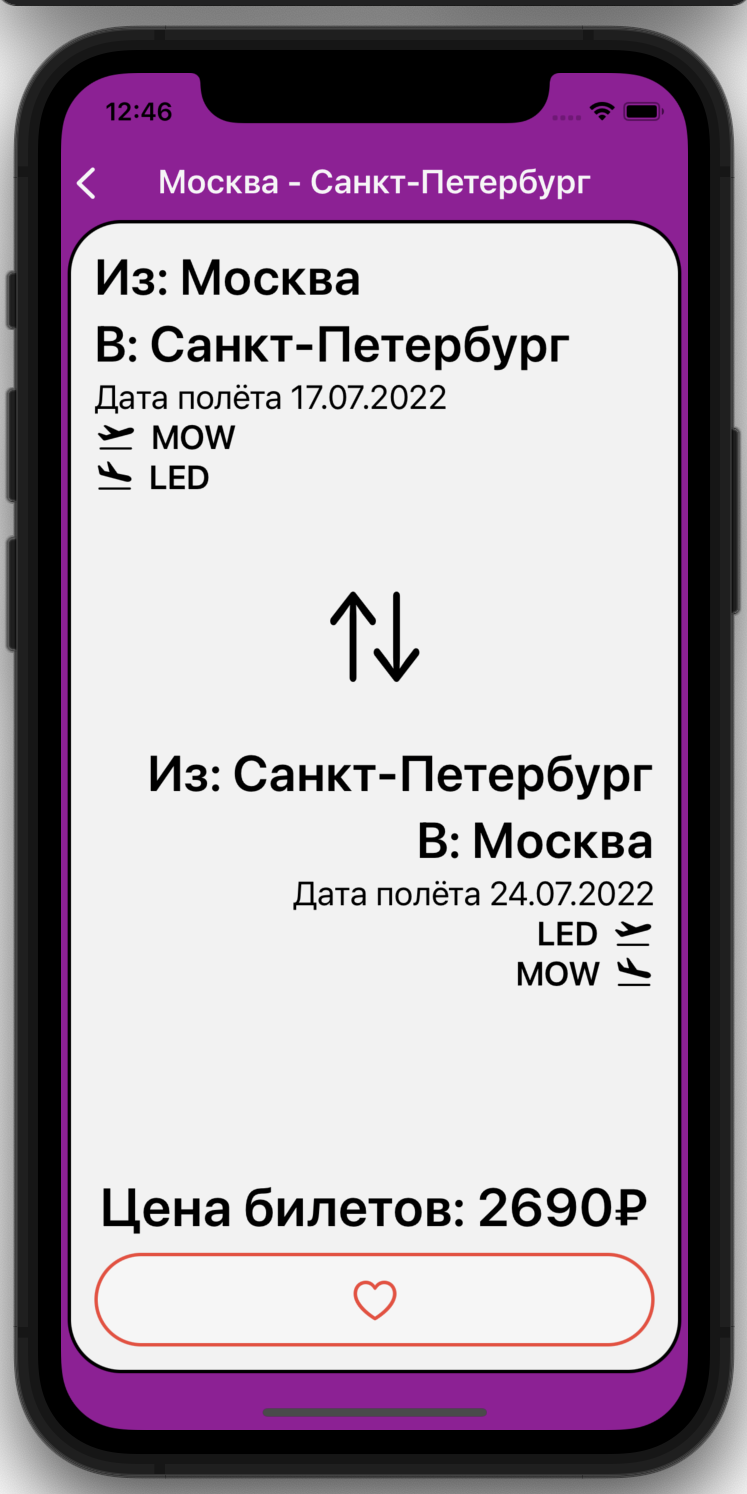 12:46
Москва - Санкт-Петербург
Из: Москва
В: Санкт-Петербург
Дата полёта 17.07.2022
MOW
LED
Из: Санкт-Петербург
В: Москва
Дата полёта 24.07.2022
LED
MOW
Цена билетов: 2690₽